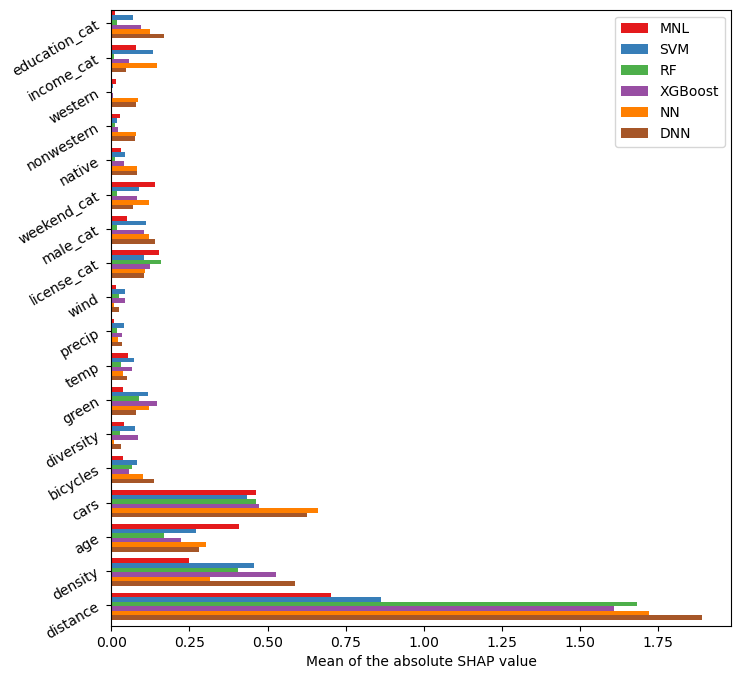 education_cat
income_cat
western
nonwestern
native
weekend_cat
male_cat
license_cat
wind
precip
temp
green
diversity
bicycles
cars
age
density
distance
MNL
SVM
RF
XGBoost
NN
DNN
0.00 0.25 0.50 0.75 1.00 1.25 1.50 1.75
Mean of the absolute SHAP value